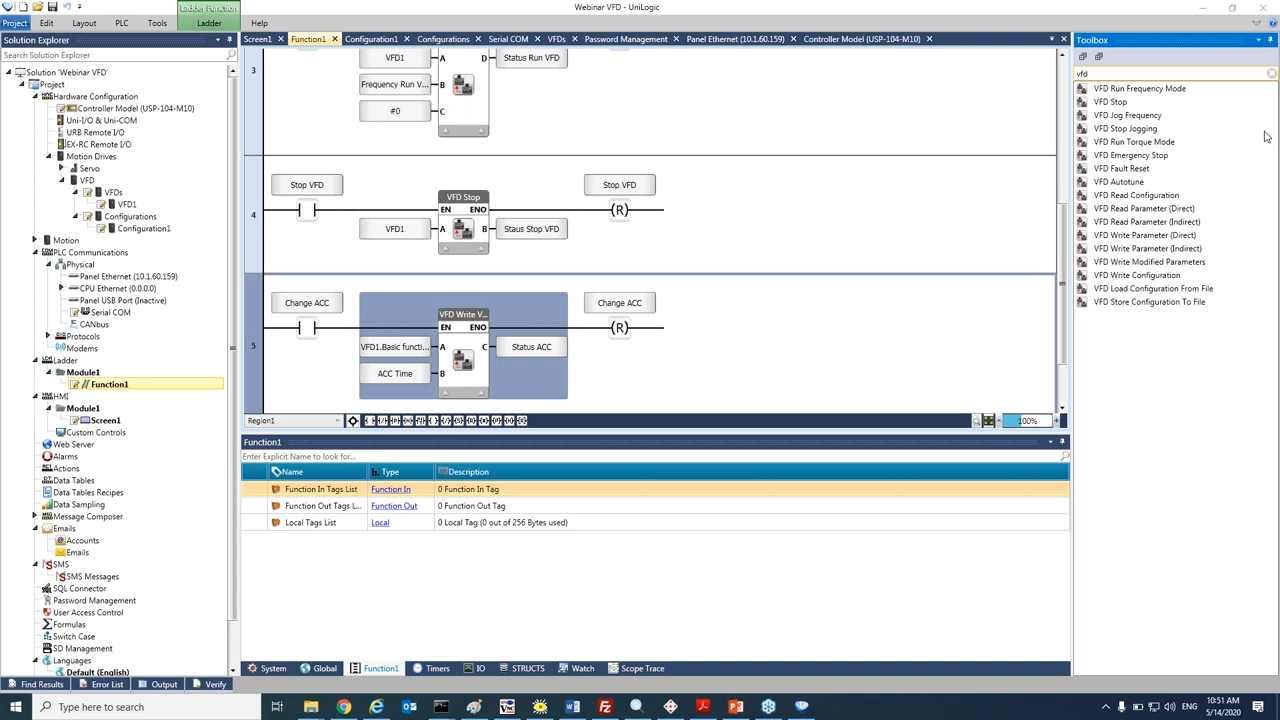 Ladder Function
Webinar VFD - UniLogic
Project
Edit
Layout
PLC
Tools
Ladder
Help
Solution Explorer
Search Solution Explorer
Solution 'Webinar VFD'
Project
Hardware Configuration
Controller Model (USP-104-M10)
Uni-I/O & Uni-COM
URB Remote I/O
EX-RC Remote I/O
Motion Drives
Servo
VFD
VFDs
VFD1
Configurations
Configuration1
Motion
PLC Communications
Physical
Panel Ethernet (10.1.60.159)
CPU Ethernet (0.0.0.0)
Panel USB Port (Inactive)
Serial COM
CANbus
Protocols
Modems
Ladder
Module1
Function1
HMI
Module1
Screen1
Custom Controls
Web Server
Alarms
Actions
Data Tables
Data Tables Recipes
Data Sampling
Message Composer
Emails
Accounts
Emails
SMS
SMS Messages
SQL Connector
Password Management
User Access Control
Formulas
Switch Case
SD Management
Languages
Default (English)
Find Results
Error List
Output
Verify
Screen1
Function1
Configuration1
Configurations
Serial COM
VFDs
Password Management
Panel Ethernet (10.1.60.159)
Controller Model (USP-104-M10)
3
VFD1
A
D
Status Run VFD
Frequency Run V...
B
#0
C
4
Stop VFD
VFD Stop
EN ENO
Stop VFD
(R)
VFD1
A
B
Staus Stop VFD
5
Change ACC
VFD Write V...
EN ENO
Change ACC
(R)
VFD1.Basic functi...
A
C
Status ACC
ACC Time
B
Region1
100%
Function1
Enter Explicit Name to look for...
Name
Type
Description
Function In Tags List
Function In
0 Function In Tag
Function Out Tags L...
Function Out
0 Function Out Tag
Local Tags List
Local
0 Local Tag (0 out of 256 Bytes used)
System
Global
Function1
Timers
IO
STRUCTS
Watch
Scope Trace
Toolbox
vfd
VFD Run Frequency Mode
VFD Stop
VFD Jog Frequency
VFD Stop Jogging
VFD Run Torque Mode
VFD Emergency Stop
VFD Fault Reset
VFD Autotune
VFD Read Configuration
VFD Read Parameter (Direct)
VFD Read Parameter (Indirect)
VFD Write Parameter (Direct)
VFD Write Parameter (Indirect)
VFD Write Modified Parameters
VFD Write Configuration
VFD Load Configuration From File
VFD Store Configuration To File
Type here to search
ENG
10:51 AM
5/14/2020